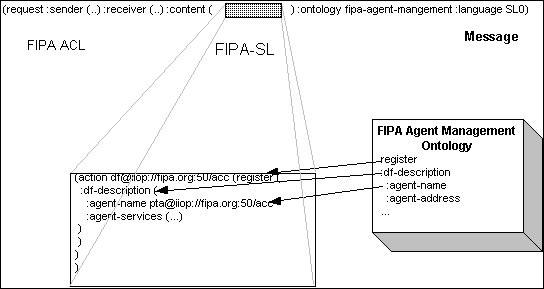 (request :sender (..) :receiver (..) :content ( ) :ontology fipa-agent-mangement :language SL0)
FIPA ACL
FIPA-SL
Message
FIPA Agent Management
Ontology
register
:df-description
:agent-name
:agent-address
...
(action df@iiop://fipa.org:50/acc (register (
:df-description (
:agent-name pta@iiop://fipa.org:50/acc
:agent-services (...)
)
)
)
)